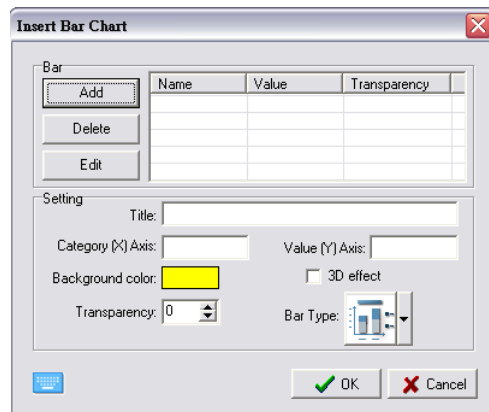 Insert Bar Chart
Bar
Add
Name Value Transparency
Delete
Edit
Setting
Title:
Category (X) Axis: Value (Y) Axis:
Background color: 3D effect
Transparency: 0 Bar Type:
OK Cancel